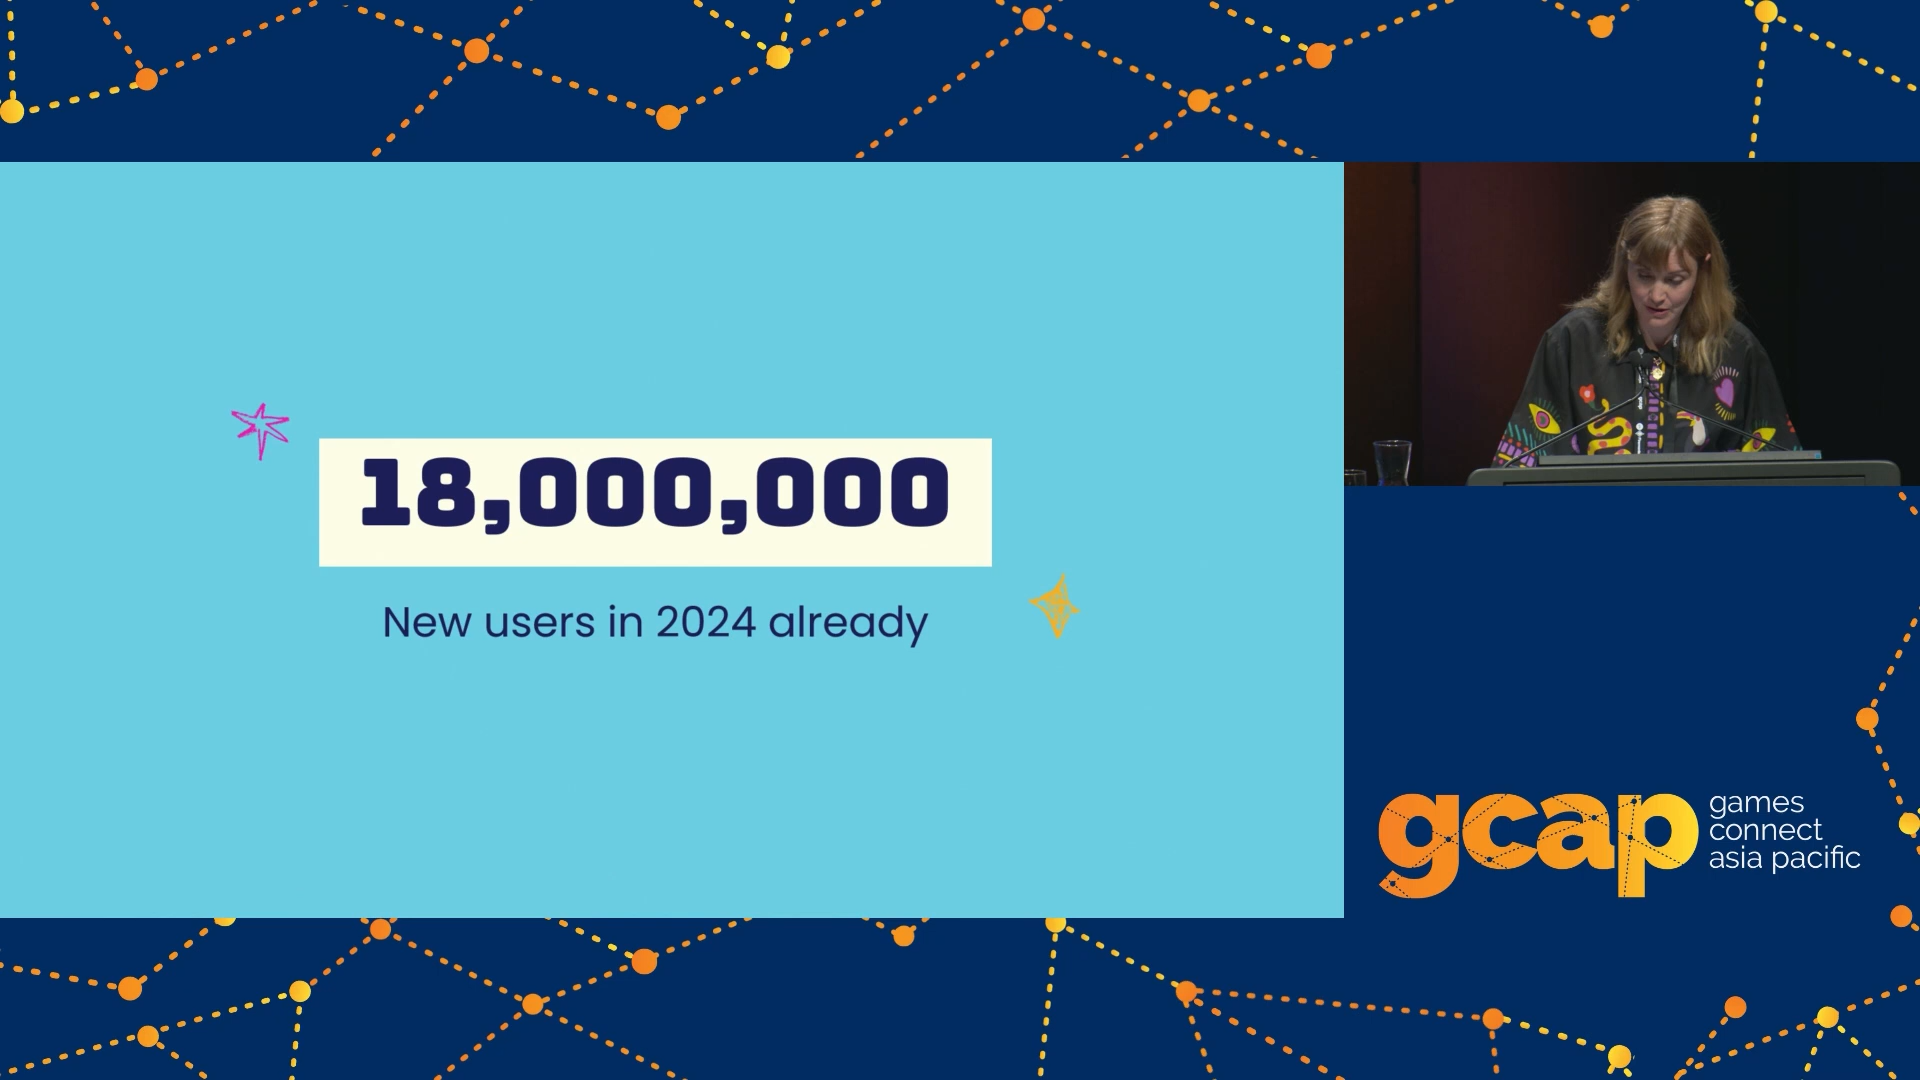 18,000,000
New users in 2024 already
gcap
games
connect
asia pacific